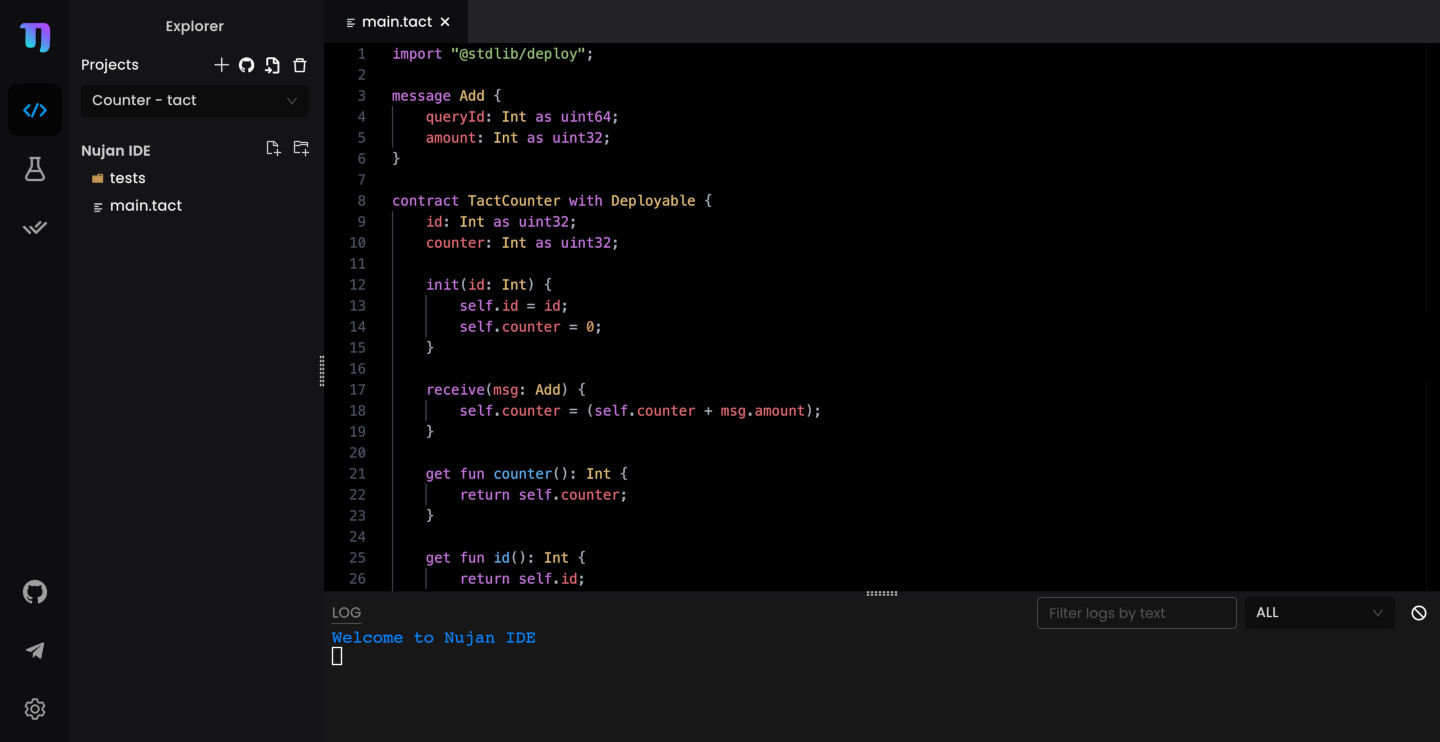 Explorer
Projects
Counter - tact
Nujan IDE
tests
main.tact
main.tact
1 import "@stdlib/deploy";
2
3 message Add {
4     queryId: Int as uint64;
5     amount: Int as uint32;
6 }
7
8 contract TactCounter with Deployable {
9     id: Int as uint32;
10     counter: Int as uint32;
11
12     init(id: Int) {
13         self.id = id;
14         self.counter = 0;
15     }
16
17     receive(msg: Add) {
18         self.counter = (self.counter + msg.amount);
19     }
20
21     get fun counter(): Int {
22         return self.counter;
23     }
24
25     get fun id(): Int {
26         return self.id;
LOG
Filter logs by text
ALL
Welcome to Nujan IDE